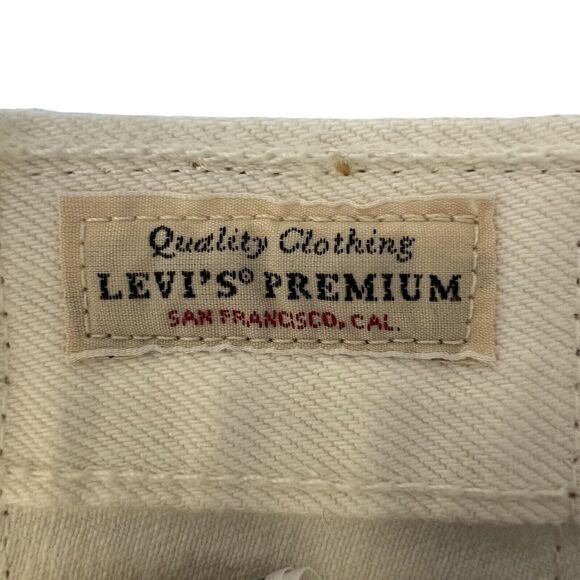 Quality Clothing
LEVI'S® PREMIUM
SAN FRANCISCO, CAL.